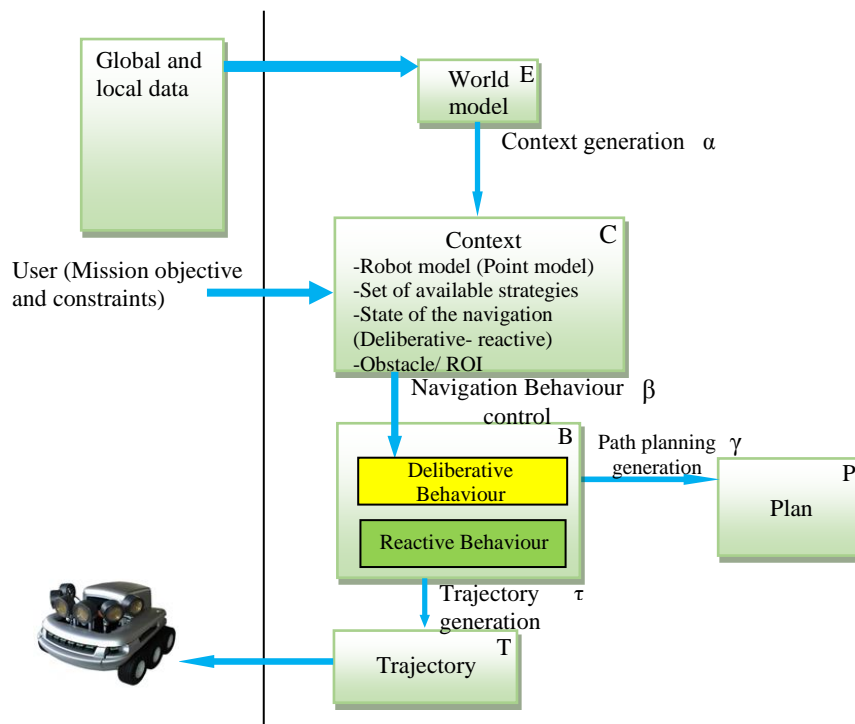 Global and
local data
World
model
E
Context generation α
User (Mission objective
and constraints)
Context
C
-Robot model (Point model)
-Set of available strategies
-State of the navigation
(Deliberative- reactive)
-Obstacle/ ROI
Navigation Behaviour β
control
B
Deliberative
Behaviour
Reactive Behaviour
Path planning γ
generation
P
Plan
Trajectory τ
generation
T
Trajectory